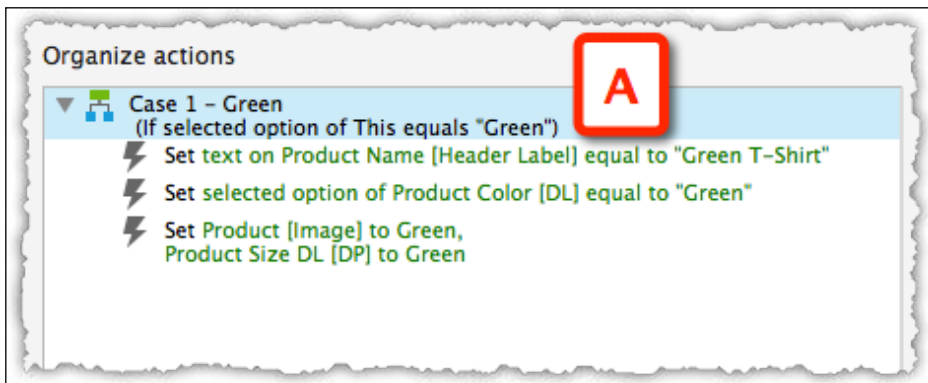 Organize actions
A
Case 1 – Green
(If selected option of This equals "Green")
Set text on Product Name [Header Label] equal to "Green T-Shirt"
Set selected option of Product Color [DL] equal to "Green"
Set Product [Image] to Green,
Product Size DL [DP] to Green